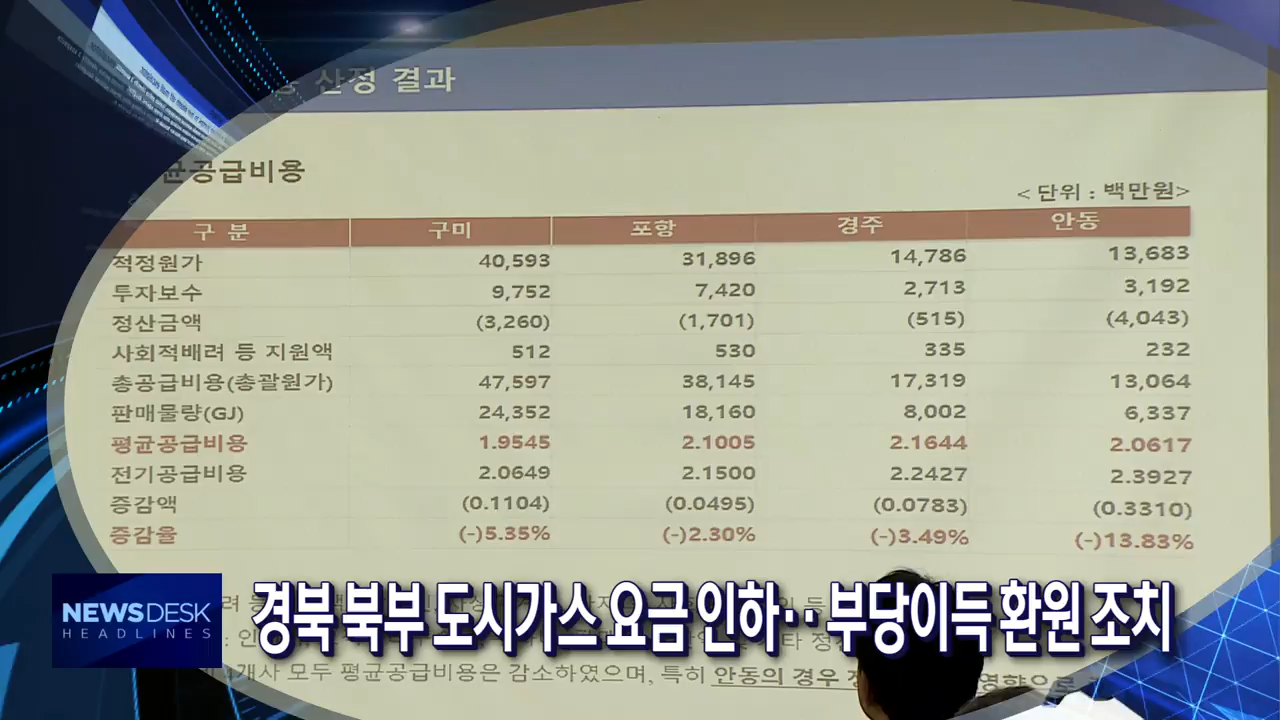 산정 결과
균공급비용
< 단위 : 백만원>
구 분 구미 포항 경주 안동
적정원가 40,593 31,896 14,786 13,683
투자보수 9,752 7,420 2,713 3,192
정산금액 (3,260) (1,701) (515) (4,043)
사회적배려 등 지원액 512 530 335 232
총공급비용(총괄원가) 47,597 38,145 17,319 13,064
판매물량(GJ) 24,352 18,160 8,002 6,337
평균공급비용 1.9545 2.1005 2.1644 2.0617
전기공급비용 2.0649 2.1500 2.2427 2.3927
증감액 (0.1104) (0.0495) (0.0783) (0.3310)
증감율 (-)5.35% (-)2.30% (-)3.49% (-)13.83%
NEWSDESK
HEADLINES
경북 북부 도시가스 요금 인하‥부당이득 환원 조치
모두 평균공급비용은 감소하였으며, 특히 안동의 경우